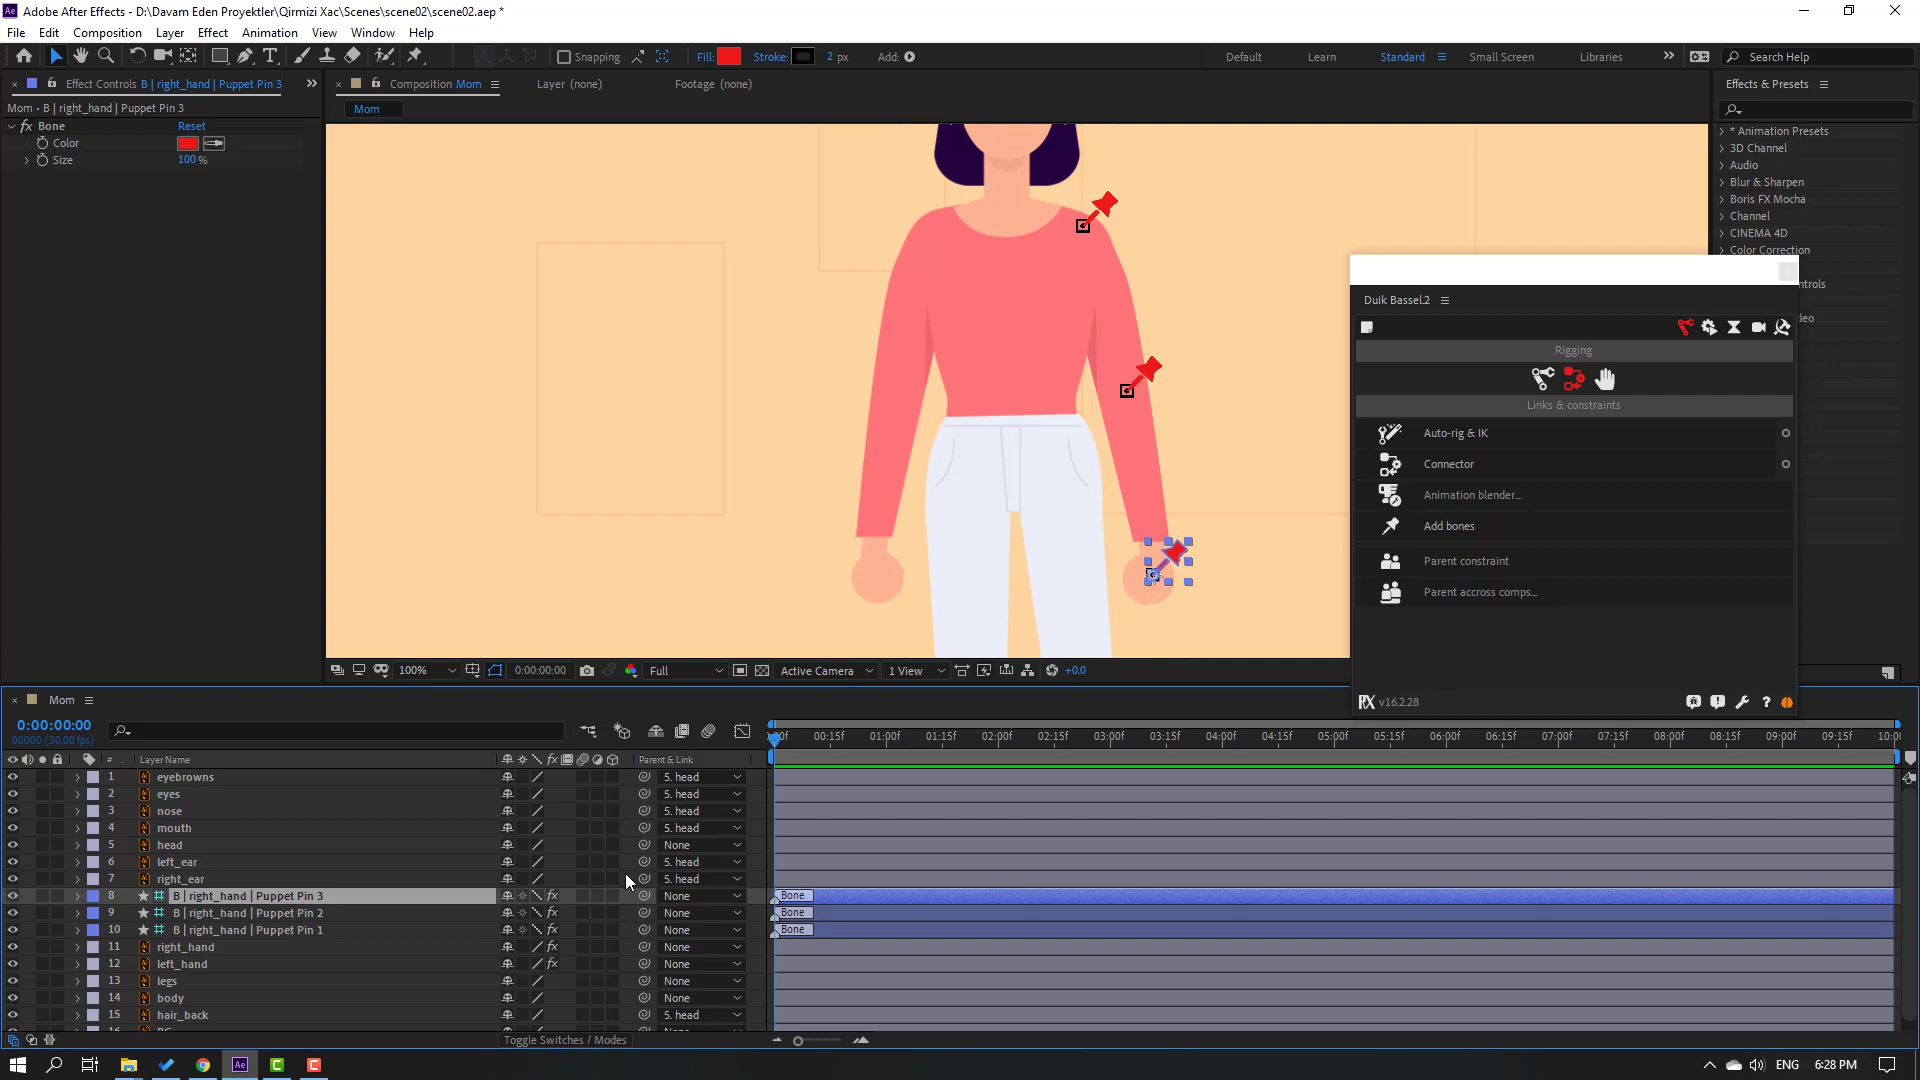 Adobe After Effects - D:\Davam Eden Proyektler\Qirmizi Xac\Scenes\scene02\scene02.aep *
File Edit Composition Layer Effect Animation View Window Help
Snapping Fill: Stroke: 2 px Add: Default Learn Standard Small Screen Libraries Search Help
Effect Controls B | right_hand | Puppet Pin 3 Composition Mom Layer (none) Footage (none) Effects & Presets
Mom • B | right_hand | Puppet Pin 3 Mom
fx Bone Reset
Color
Size 100 %
* Animation Presets
3D Channel
Audio
Blur & Sharpen
Boris FX Mocha
Channel
CINEMA 4D
Color Correction
ntrols
deo
Duik Bassel.2
Rigging
Links & constraints
Auto-rig & IK
Connector
Animation blender...
Add bones
Parent constraint
Parent accross comps...
v16.2.28
100% 0:00:00:00 Full Active Camera 1 View +0.0
Mom
0:00:00:00
00000 (30.00 fps)
:00f 00:15f 01:00f 01:15f 02:00f 02:15f 03:00f 03:15f 04:00f 04:15f 05:00f 05:15f 06:00f 06:15f 07:00f 07:15f 08:00f 08:15f 09:00f 09:15f 10:00
# Layer Name fx Parent & Link
1 eyebrowns 5. head
2 eyes 5. head
3 nose 5. head
4 mouth 5. head
5 head None
6 left_ear 5. head
7 right_ear 5. head
8 B | right_hand | Puppet Pin 3 fx None Bone
9 B | right_hand | Puppet Pin 2 fx None Bone
10 B | right_hand | Puppet Pin 1 fx None Bone
11 right_hand fx None
12 left_hand fx None
13 legs None
14 body None
15 hair_back 5. head
Toggle Switches / Modes
Ae ENG 6:28 PM